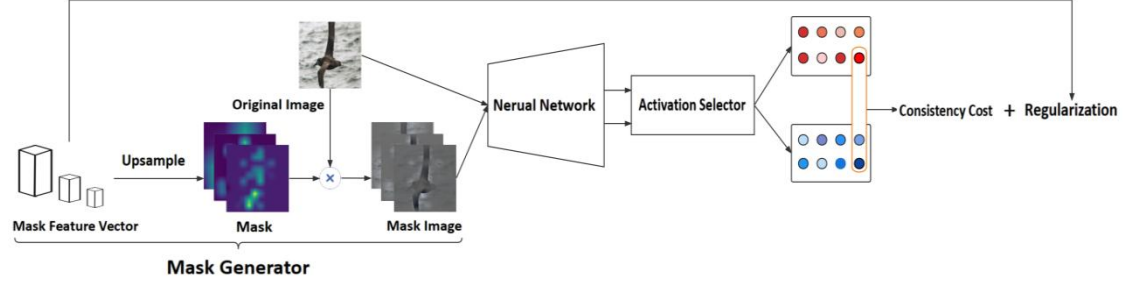 Original Image
Nerual Network
Activation Selector
Consistency Cost + Regularization
Upsample
×
Mask Feature Vector
Mask
Mask Image
Mask Generator